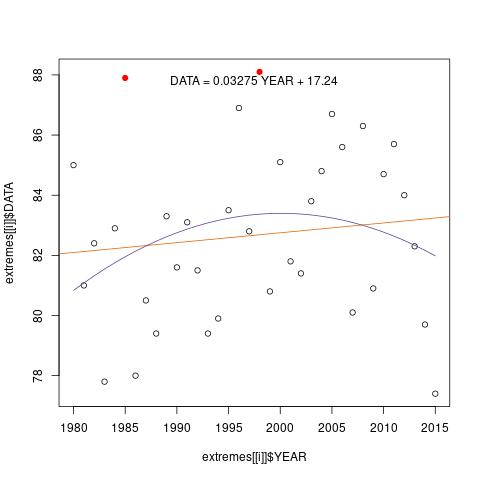 88
DATA = 0.03275 YEAR + 17.24
86
84
82
80
78
extremes[[i]]$DATA
1980 1985 1990 1995 2000 2005 2010 2015
extremes[[i]]$YEAR